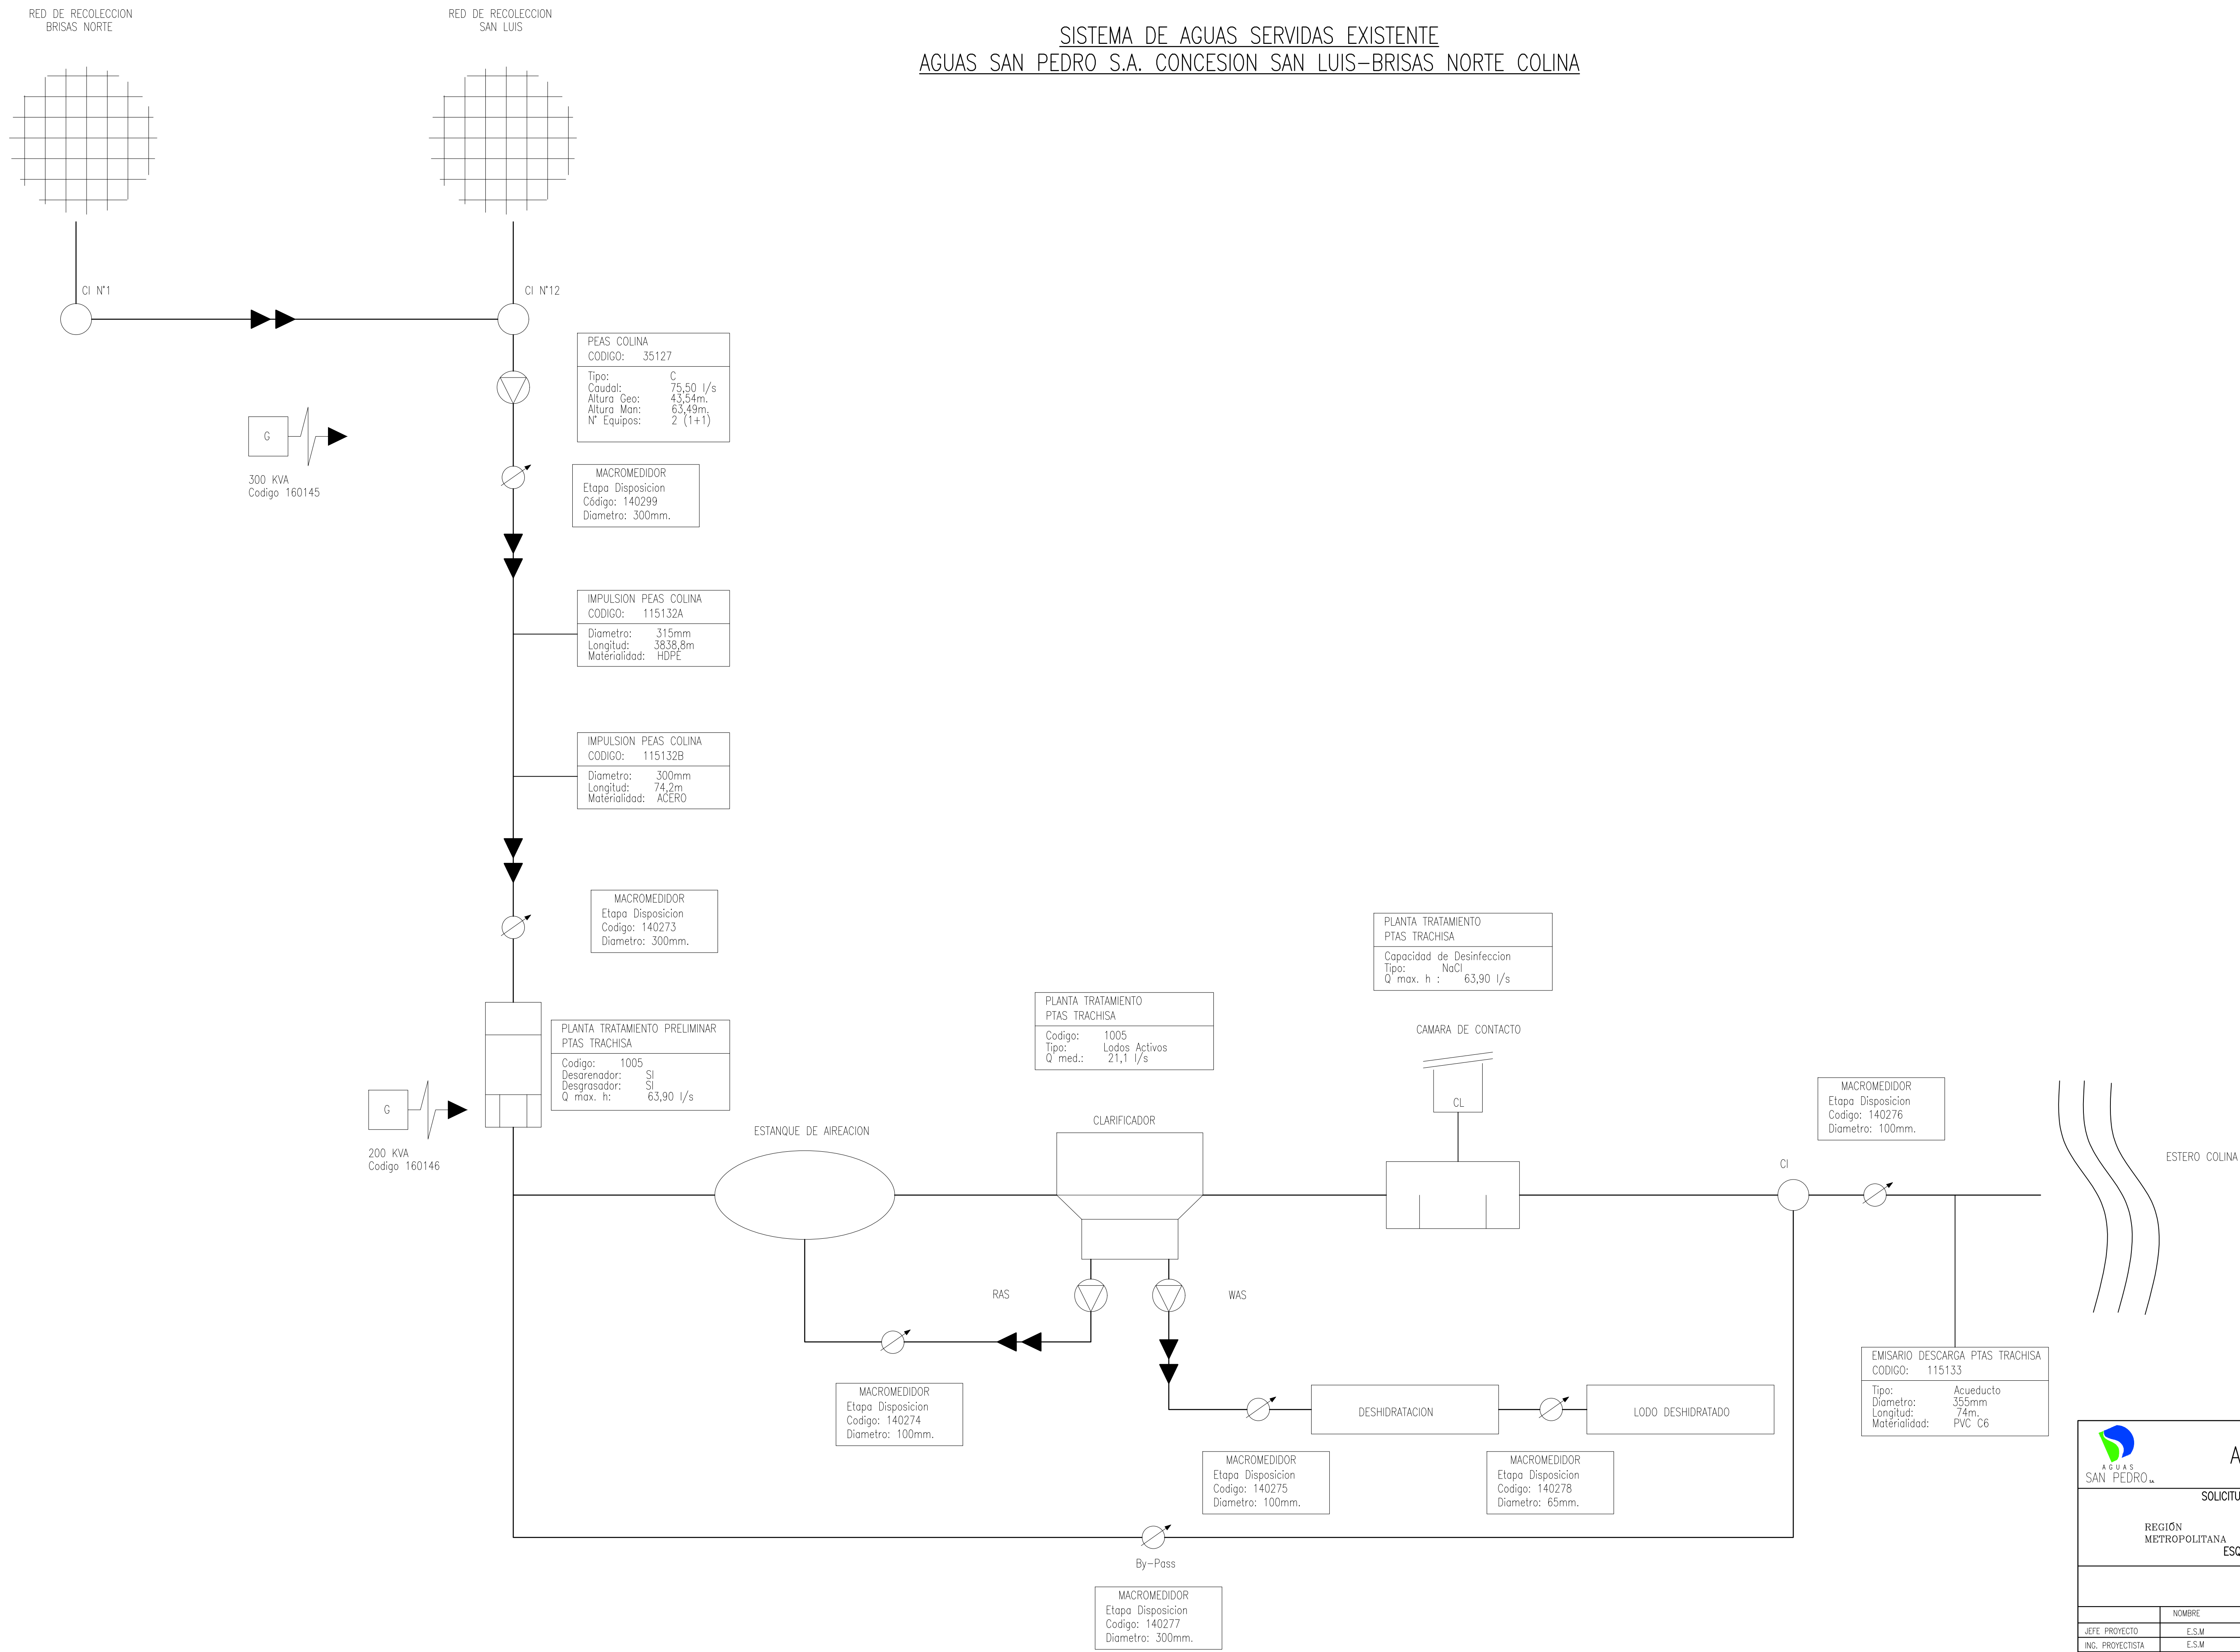 RED DE RECOLECCION
BRISAS NORTE
RED DE RECOLECCION
SAN LUIS
SISTEMA DE AGUAS SERVIDAS EXISTENTE
AGUAS SAN PEDRO S.A. CONCESION SAN LUIS-BRISAS NORTE COLINA
CI N°1
CI N°12
PEAS COLINA
CODIGO: 35127
Tipo: C
Caudal: 75,50 l/s
Altura Geo: 43,54m.
Altura Man: 63,49m.
N° Equipos: 2 (1+1)
G
300 KVA
Codigo 160145
MACROMEDIDOR
Etapa Disposicion
Código: 140299
Diametro: 300mm.
IMPULSION PEAS COLINA
CODIGO: 115132A
Diametro: 315mm
Longitud: 3838,8m
Materialidad: HDPE
IMPULSION PEAS COLINA
CODIGO: 115132B
Diametro: 300mm
Longitud: 74,2m
Materialidad: ACERO
MACROMEDIDOR
Etapa Disposicion
Codigo: 140273
Diametro: 300mm.
PLANTA TRATAMIENTO PRELIMINAR
PTAS TRACHISA
Codigo: 1005
Desarenador: SI
Desgrasador: SI
Q max. h: 63,90 l/s
G
200 KVA
Codigo 160146
PLANTA TRATAMIENTO
PTAS TRACHISA
Codigo: 1005
Tipo: Lodos Activos
Q med.: 21,1 l/s
PLANTA TRATAMIENTO
PTAS TRACHISA
Capacidad de Desinfeccion
Tipo: NaCl
Q max. h : 63,90 l/s
CAMARA DE CONTACTO
CL
ESTANQUE DE AIREACION
CLARIFICADOR
MACROMEDIDOR
Etapa Disposicion
Codigo: 140276
Diametro: 100mm.
CI
ESTERO COLINA
RAS
WAS
MACROMEDIDOR
Etapa Disposicion
Codigo: 140274
Diametro: 100mm.
DESHIDRATACION
LODO DESHIDRATADO
MACROMEDIDOR
Etapa Disposicion
Codigo: 140275
Diametro: 100mm.
MACROMEDIDOR
Etapa Disposicion
Codigo: 140278
Diametro: 65mm.
EMISARIO DESCARGA PTAS TRACHISA
CODIGO: 115133
Tipo: Acueducto
Diametro: 355mm
Longitud: 74m.
Materialidad: PVC C6
By-Pass
MACROMEDIDOR
Etapa Disposicion
Codigo: 140277
Diametro: 300mm.
AGUAS
SAN PEDRO S.A.
A
SOLICITU
REGIÓN
METROPOLITANA
ESQ
NOMBRE
JEFE PROYECTO E.S.M
ING. PROYECTISTA E.S.M